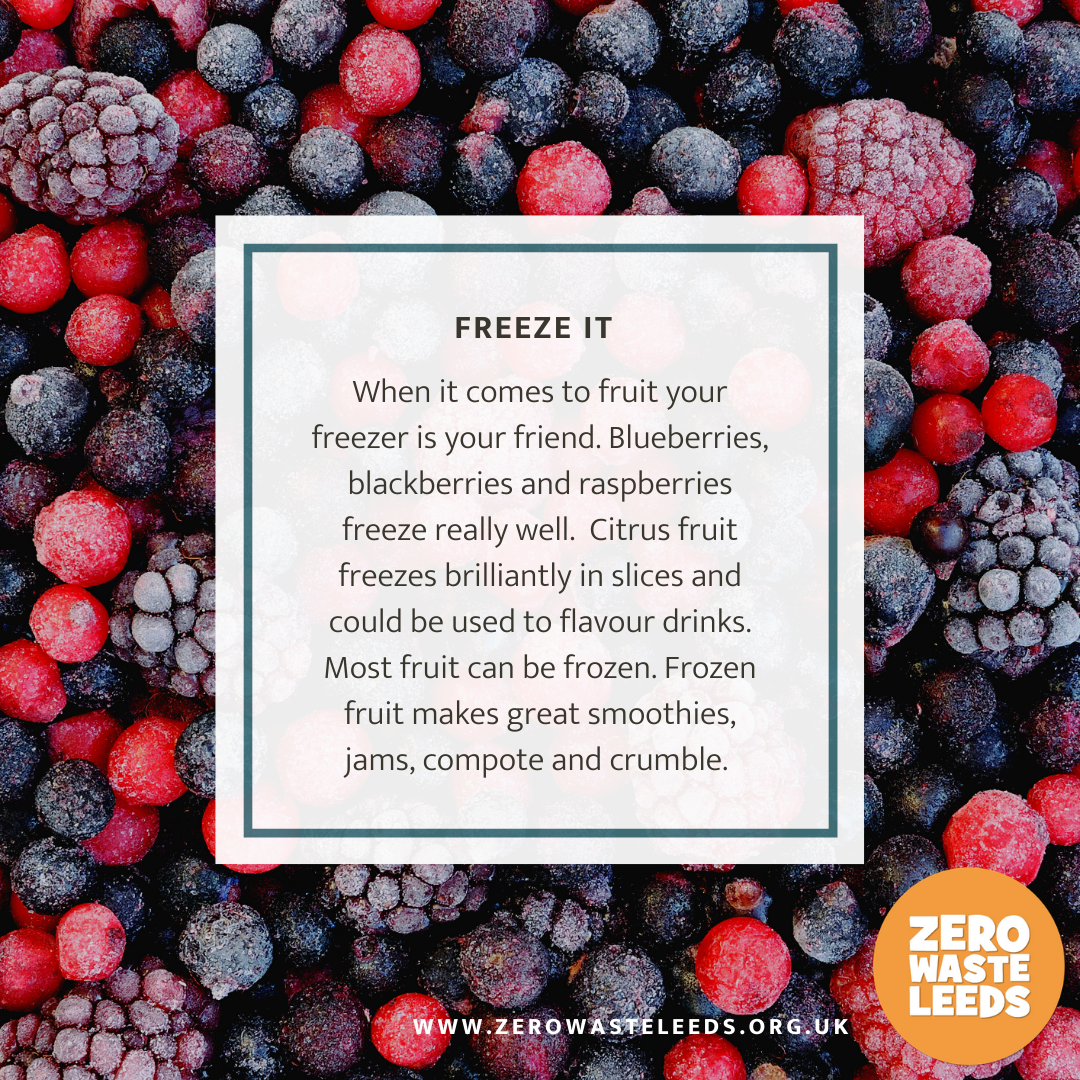 FREEZE IT
When it comes to fruit your
freezer is your friend. Blueberries,
blackberries and raspberries
freeze really well.  Citrus fruit
freezes brilliantly in slices and
could be used to flavour drinks.
Most fruit can be frozen. Frozen
fruit makes great smoothies,
jams, compote and crumble.
ZERO
WASTE
LEEDS
WWW.ZEROWASTELEEDS.ORG.UK